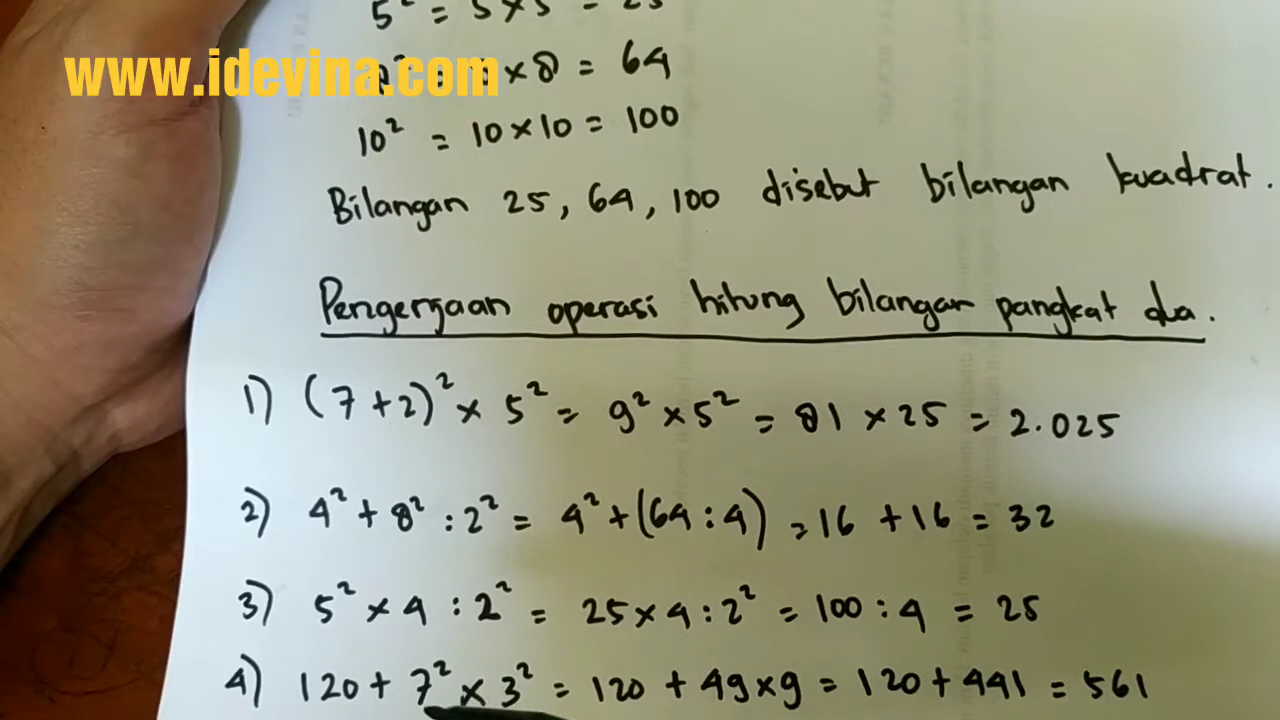 5² = 5 × 5 = 25
www.idevina.com
× 8 = 64
10² = 10 × 10 = 100
Bilangan 25, 64, 100 disebut bilangan kuadrat.
Pengerjaan operasi hitung bilangan pangkat dua.
1) (7 + 2)² × 5² = 9² × 5² = 81 × 25 = 2.025
2) 4² + 8² : 2² = 4² + (64 : 4) = 16 + 16 = 32
3) 5² × 4 : 2² = 25 × 4 : 2² = 100 : 4 = 25
4) 120 + 7² × 3² = 120 + 49 × 9 = 120 + 441 = 561